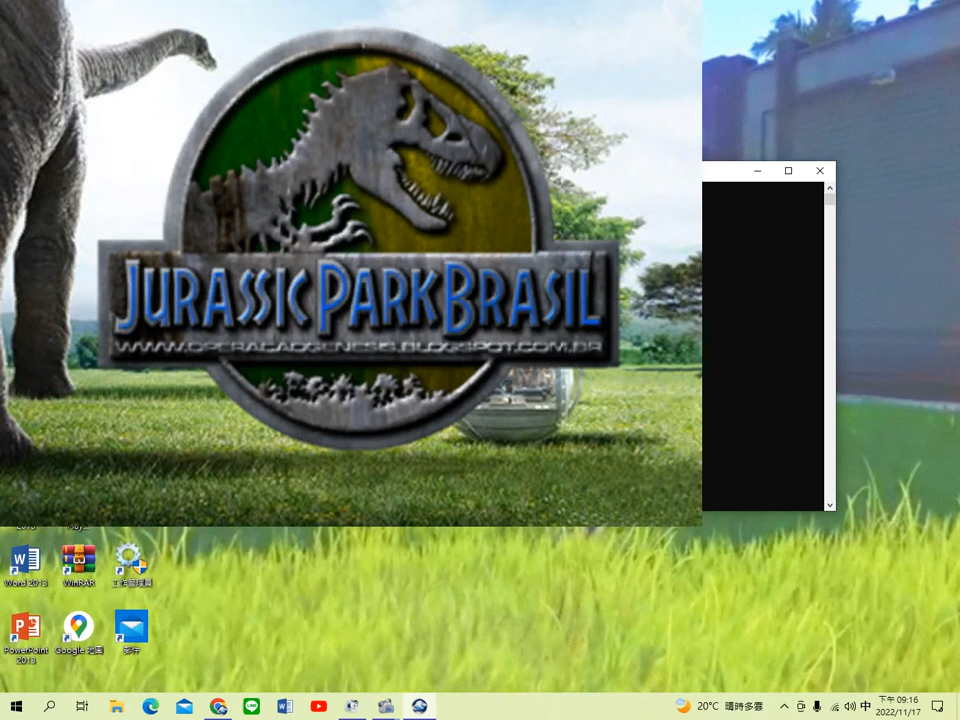 JURASSIC PARK BRASIL
WWW.OPERACAOGENESIS.BLOGSPOT.COM.BR
Word 2013
WinRAR
工作管理員
PowerPoint
2013
Google 地圖
郵件
20°C 晴時多雲
中
下午 09:16
2022/11/17